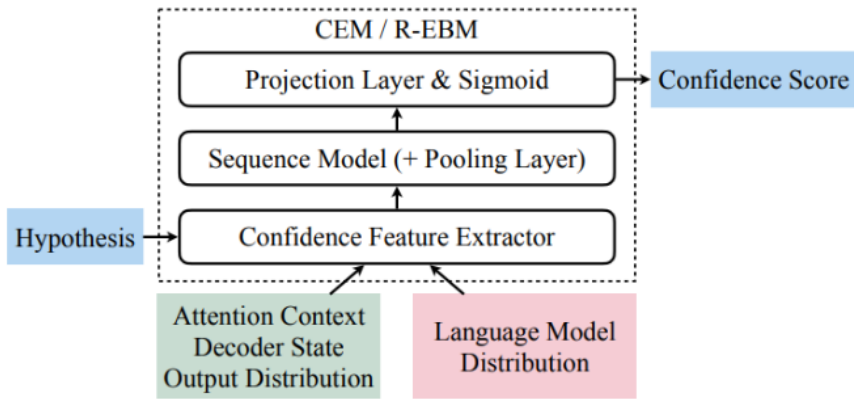 CEM / R-EBM
Projection Layer & Sigmoid
Confidence Score
Sequence Model (+ Pooling Layer)
Hypothesis
Confidence Feature Extractor
Attention Context
Decoder State
Output Distribution
Language Model
Distribution